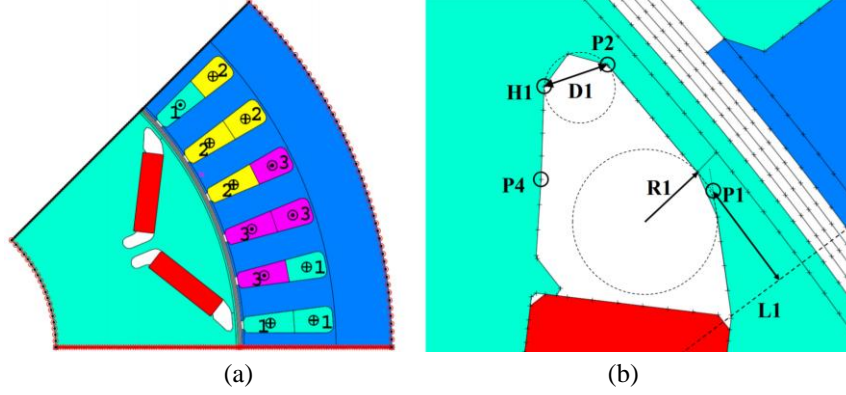 ⊕2
1⊙
⊕2
2⊕
⊙3
2⊕
⊙3
3⊙
3⊙ ⊕1
1⊕ ⊕1
(a)
P2
H1
D1
P4
R1
P1
L1
(b)